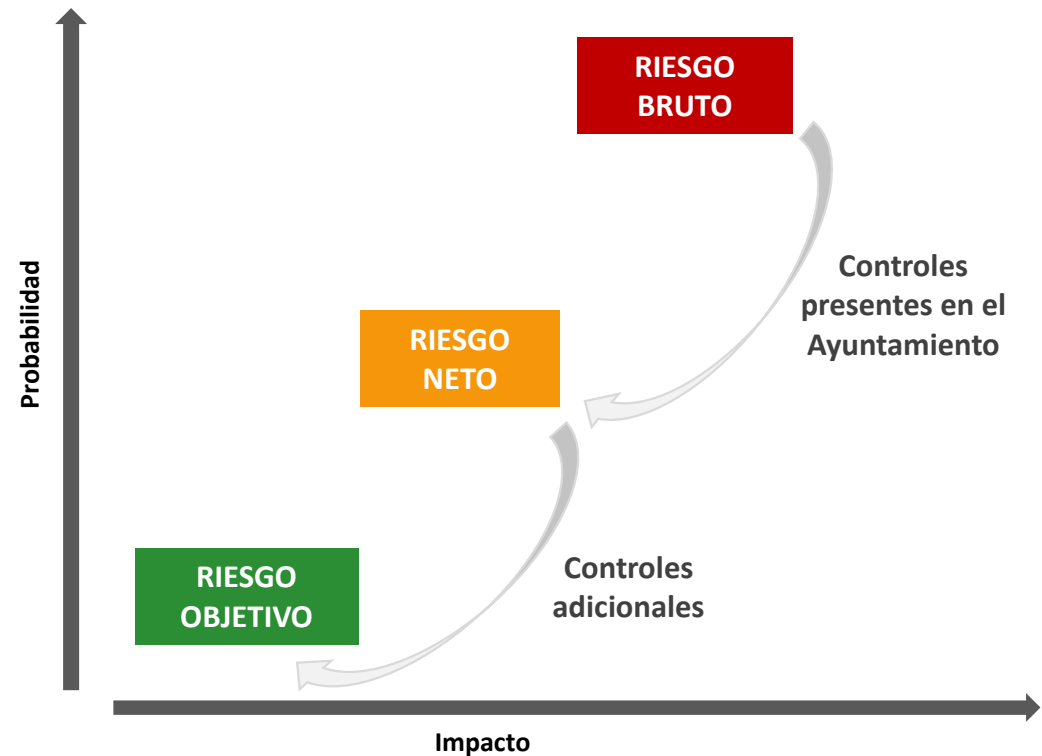 RIESGO
BRUTO
Controles
presentes en el
Ayuntamiento
Probabilidad
RIESGO
NETO
Controles
adicionales
RIESGO
OBJETIVO
Impacto